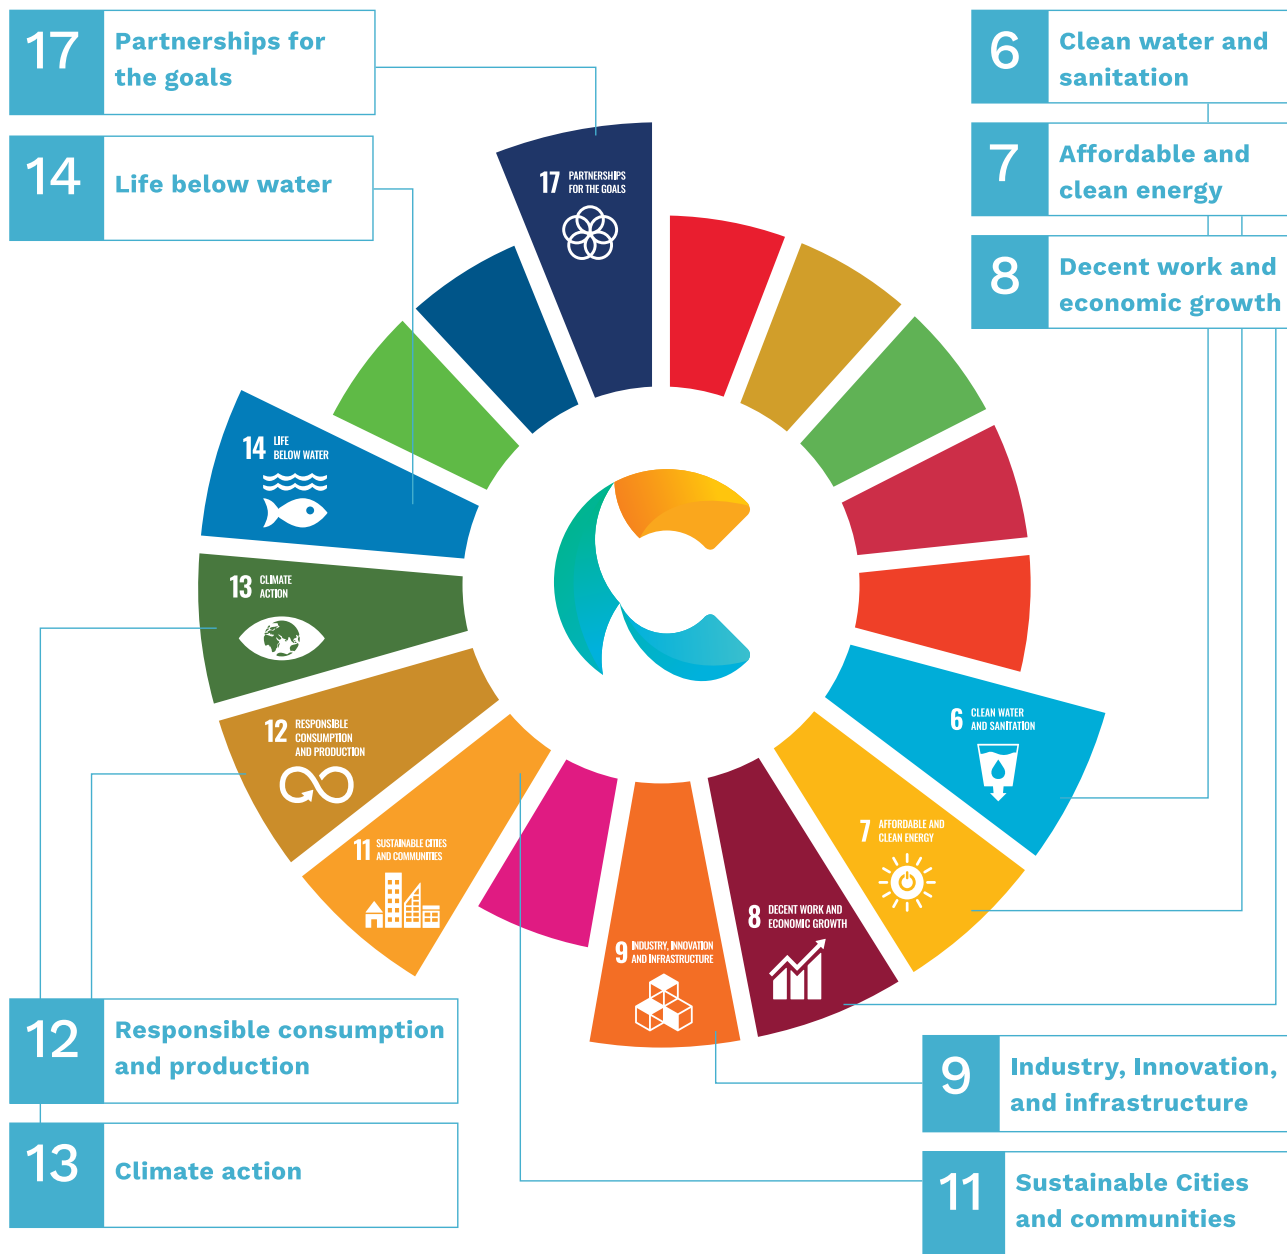 17
Partnerships for
the goals
14
Life below water
6
Clean water and
sanitation
7
Affordable and
clean energy
8
Decent work and
economic growth
17 PARTNERSHIPS
FOR THE GOALS
14 LIFE
BELOW WATER
13 CLIMATE
ACTION
12 RESPONSIBLE
CONSUMPTION
AND PRODUCTION
11 SUSTAINABLE CITIES
AND COMMUNITIES
9 INDUSTRY, INNOVATION
AND INFRASTRUCTURE
8 DECENT WORK AND
ECONOMIC GROWTH
7 AFFORDABLE AND
CLEAN ENERGY
6 CLEAN WATER
AND SANITATION
12
Responsible consumption
and production
13
Climate action
9
Industry, Innovation,
and infrastructure
11
Sustainable Cities
and communities